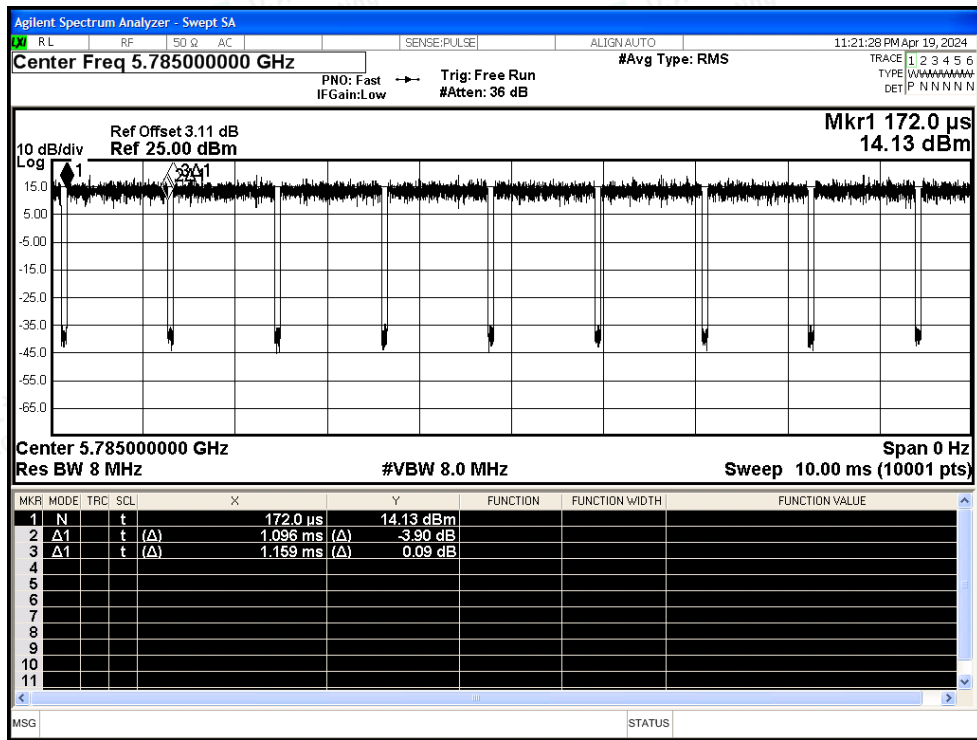 Agilent Spectrum Analyzer - Swept SA
LXI RL RF 50 Ω AC SENSE:PULSE ALIGN AUTO 11:21:28 PM Apr 19, 2024
Center Freq 5.785000000 GHz #Avg Type: RMS TRACE 1 2 3 4 5 6
PNO: Fast Trig: Free Run TYPE WWWWWW
IFGain:Low #Atten: 36 dB DET P N N N N N
Mkr1 172.0 µs
Ref Offset 3.11 dB
10 dB/div Ref 25.00 dBm 14.13 dBm
Log
1 2Δ1 3Δ1
15.0
5.00
-5.00
-15.0
-25.0
-35.0
-45.0
-55.0
-65.0
Center 5.785000000 GHz Span 0 Hz
Res BW 8 MHz #VBW 8.0 MHz Sweep 10.00 ms (10001 pts)
MKR MODE TRC SCL X Y FUNCTION FUNCTION WIDTH FUNCTION VALUE
1 N t 172.0 µs 14.13 dBm
2 Δ1 t (Δ) 1.096 ms (Δ) -3.90 dB
3 Δ1 t (Δ) 1.159 ms (Δ) 0.09 dB
4
5
6
7
8
9
10
11
MSG STATUS